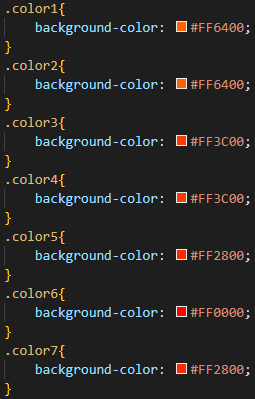 .color1{
background-color: #FF6400;
}
.color2{
background-color: #FF6400;
}
.color3{
background-color: #FF3C00;
}
.color4{
background-color: #FF3C00;
}
.color5{
background-color: #FF2800;
}
.color6{
background-color: #FF0000;
}
.color7{
background-color: #FF2800;
}